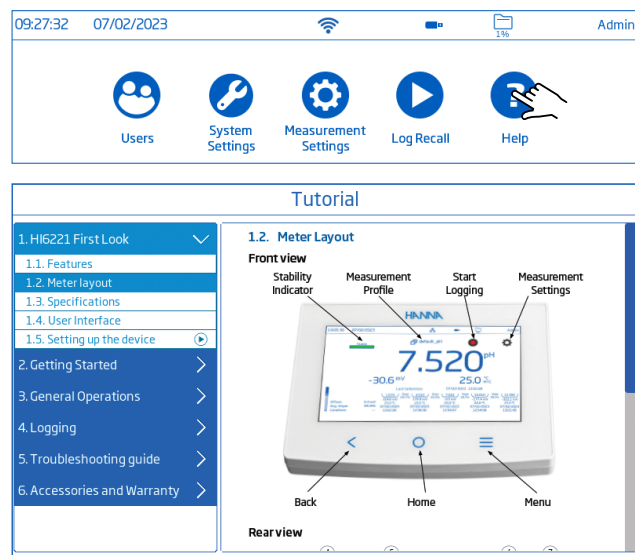 09:27:32 07/02/2023 1% Admin
Users
System Settings
Measurement Settings
Log Recall
? Help
Tutorial
1. HI6221 First Look
1.1. Features
1.2. Meter layout
1.3. Specifications
1.4. User Interface
1.5. Setting up the device
2. Getting Started
3. General Operations
4. Logging
5. Troubleshooting guide
6. Accessories and Warranty
1.2. Meter Layout
Front view
Stability Indicator
Measurement Profile
Start Logging
Measurement Settings
HANNA
default_pH
7.520 pH
-30.6 mV 25.0 °C
Back
Home
Menu
Rear view